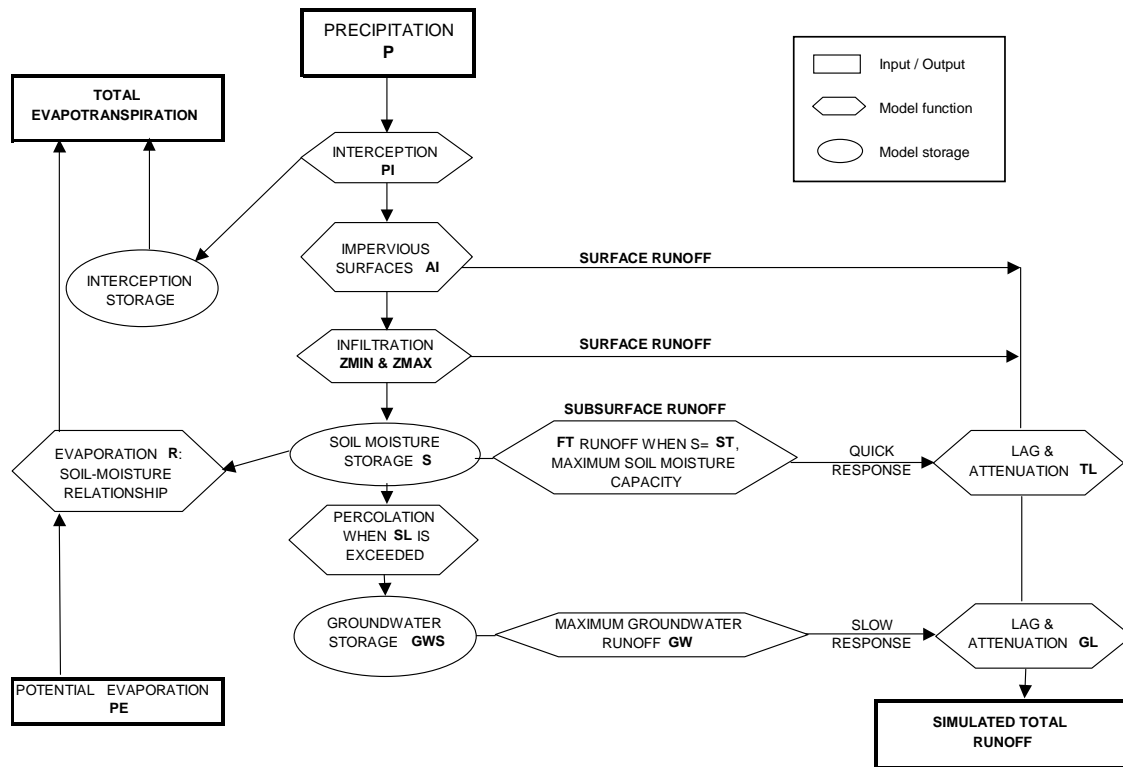 PRECIPITATION
P
Input / Output
Model function
Model storage
TOTAL
EVAPOTRANSPIRATION
INTERCEPTION
PI
IMPERVIOUS
SURFACES AI
SURFACE RUNOFF
INTERCEPTION
STORAGE
INFILTRATION
ZMIN & ZMAX
SURFACE RUNOFF
SUBSURFACE RUNOFF
EVAPORATION R:
SOIL-MOISTURE
RELATIONSHIP
SOIL MOISTURE
STORAGE S
FT RUNOFF WHEN S= ST,
MAXIMUM SOIL MOISTURE
CAPACITY
QUICK
RESPONSE
LAG &
ATTENUATION TL
PERCOLATION
WHEN SL IS
EXCEEDED
GROUNDWATER
STORAGE GWS
MAXIMUM GROUNDWATER
RUNOFF GW
SLOW
RESPONSE
LAG &
ATTENUATION GL
POTENTIAL EVAPORATION
PE
SIMULATED TOTAL
RUNOFF